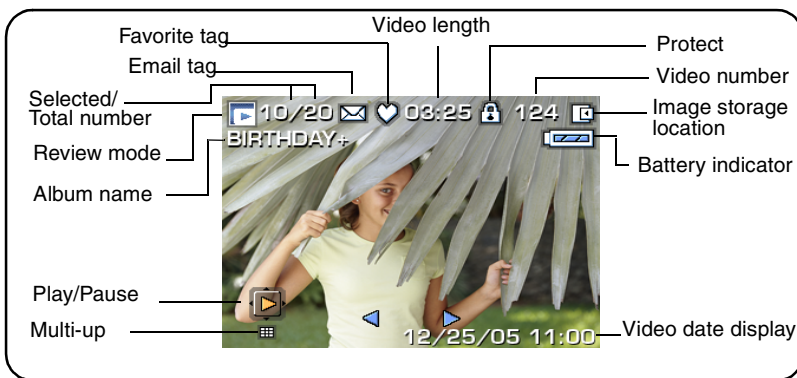 Video length
Favorite tag
Protect
Email tag
Video number
Selected/
Total number
10/20 03:25 124
Image storage
location
Review mode
BIRTHDAY+
Battery indicator
Album name
Play/Pause
Multi-up
12/25/05 11:00
Video date display